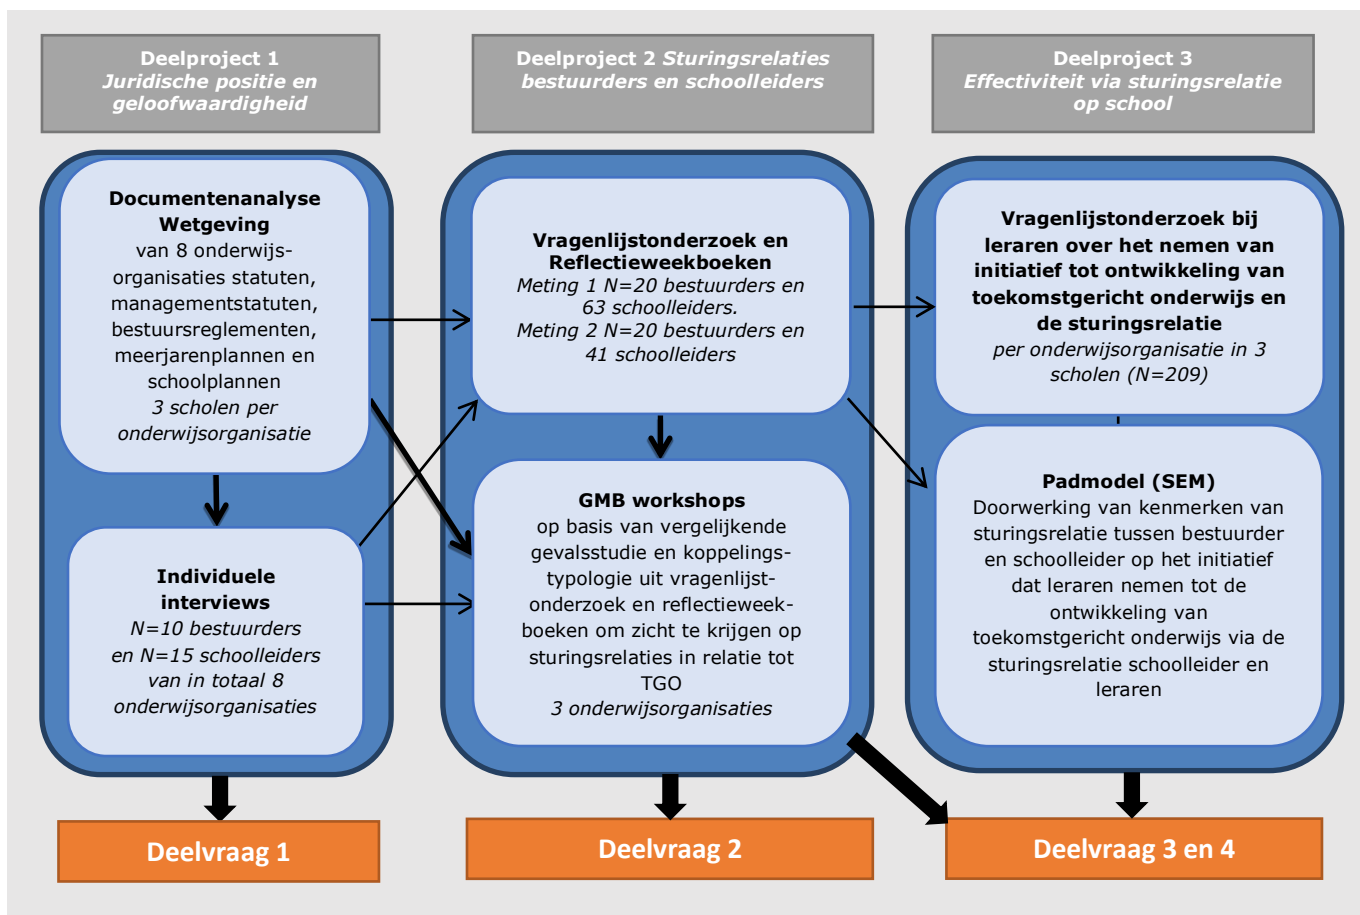 Deelproject 1
Juridische positie en
geloofwaardigheid
Documentenanalyse
Wetgeving
van 8 onderwijs-
organisaties statuten,
managementstatuten,
bestuursreglementen,
meerjarenplannen en
schoolplannen
3 scholen per
onderwijsorganisatie
Individuele
interviews
N=10 bestuurders
en N=15 schoolleiders
van in totaal 8
onderwijsorganisaties
Deelvraag 1
Deelproject 2 Sturingsrelaties
bestuurders en schoolleiders
Vragenlijstonderzoek en
Reflectieweekboeken
Meting 1 N=20 bestuurders en
63 schoolleiders.
Meting 2 N=20 bestuurders en
41 schoolleiders
GMB workshops
op basis van vergelijkende
gevalsstudie en koppelings-
typologie uit vragenlijst-
onderzoek en reflectieweek-
boeken om zicht te krijgen op
sturingsrelaties in relatie tot
TGO
3 onderwijsorganisaties
Deelvraag 2
Deelproject 3
Effectiviteit via sturingsrelatie
op school
Vragenlijstonderzoek bij
leraren over het nemen van
initiatief tot ontwikkeling van
toekomstgericht onderwijs en
de sturingsrelatie
per onderwijsorganisatie in 3
scholen (N=209)
Padmodel (SEM)
Doorwerking van kenmerken van
sturingsrelatie tussen bestuurder
en schoolleider op het initiatief
dat leraren nemen tot de
ontwikkeling van
toekomstgericht onderwijs via de
sturingsrelatie schoolleider en
leraren
Deelvraag 3 en 4